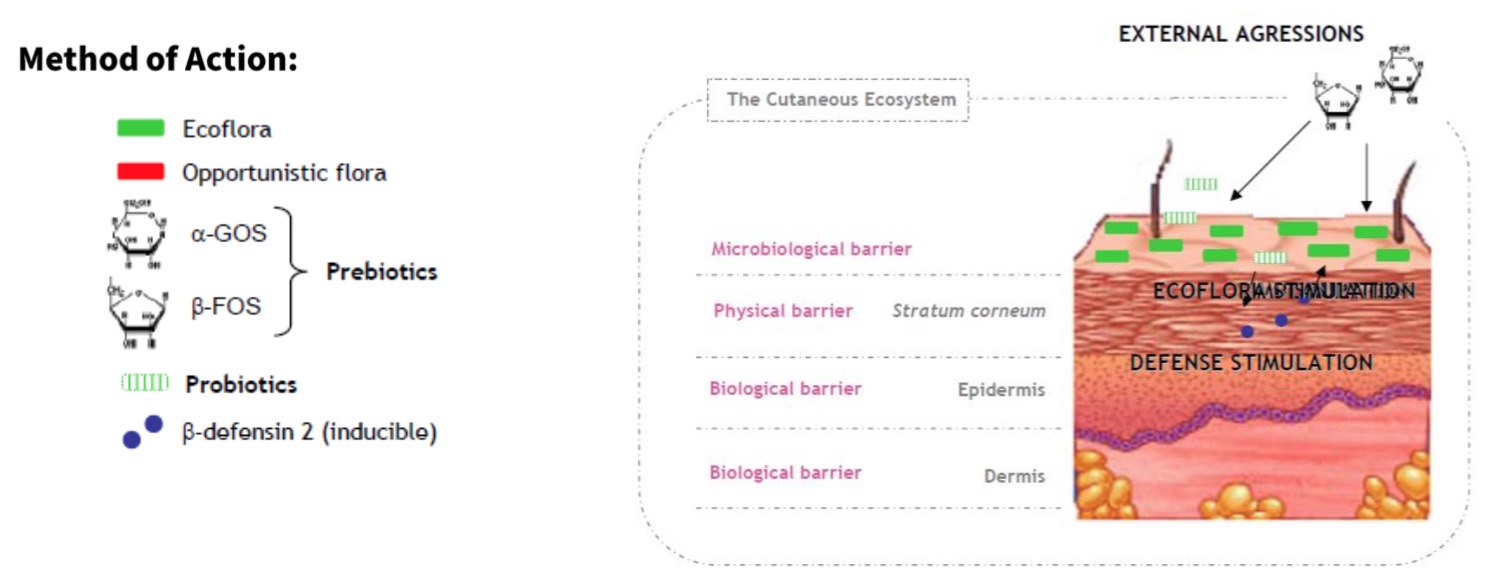 Method of Action:
Ecoflora
Opportunistic flora
α-GOS
β-FOS
Prebiotics
Probiotics
β-defensin 2 (inducible)
EXTERNAL AGRESSIONS
The Cutaneous Ecosystem
Microbiological barrier
Physical barrier Stratum corneum
Biological barrier Epidermis
Biological barrier Dermis
ECOFLORA STIMULATION
DEFENSE STIMULATION